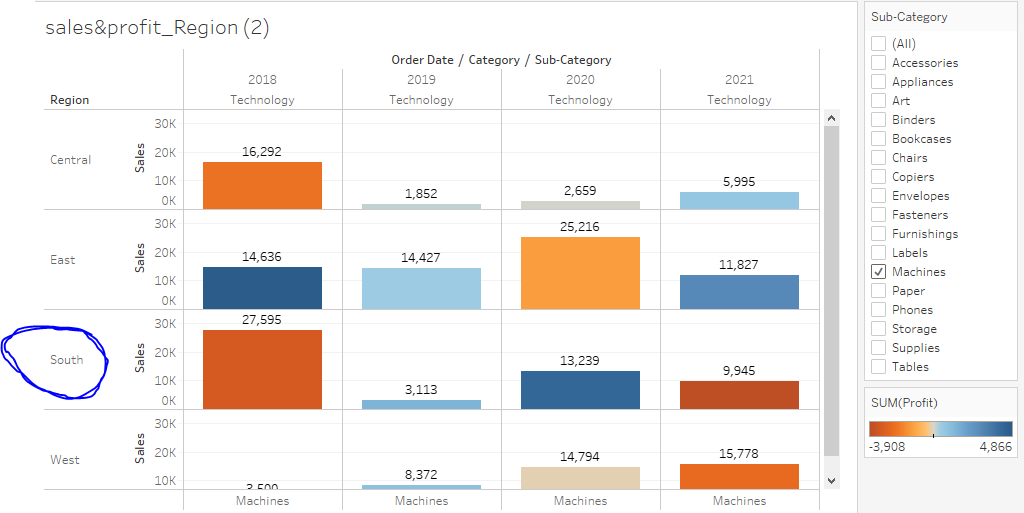 sales&profit_Region (2)
Order Date / Category / Sub-Category
2018 2019 2020 2021
Region Technology Technology Technology Technology
Central Sales 30K 20K 10K 0K 16,292 1,852 2,659 5,995
East Sales 30K 20K 10K 0K 14,636 14,427 25,216 11,827
South Sales 30K 20K 10K 0K 27,595 3,113 13,239 9,945
West Sales 30K 20K 10K 8,372 14,794 15,778
Machines Machines Machines Machines
Sub-Category
(All)
Accessories
Appliances
Art
Binders
Bookcases
Chairs
Copiers
Envelopes
Fasteners
Furnishings
Labels
Machines
Paper
Phones
Storage
Supplies
Tables
SUM(Profit)
-3,908 4,866